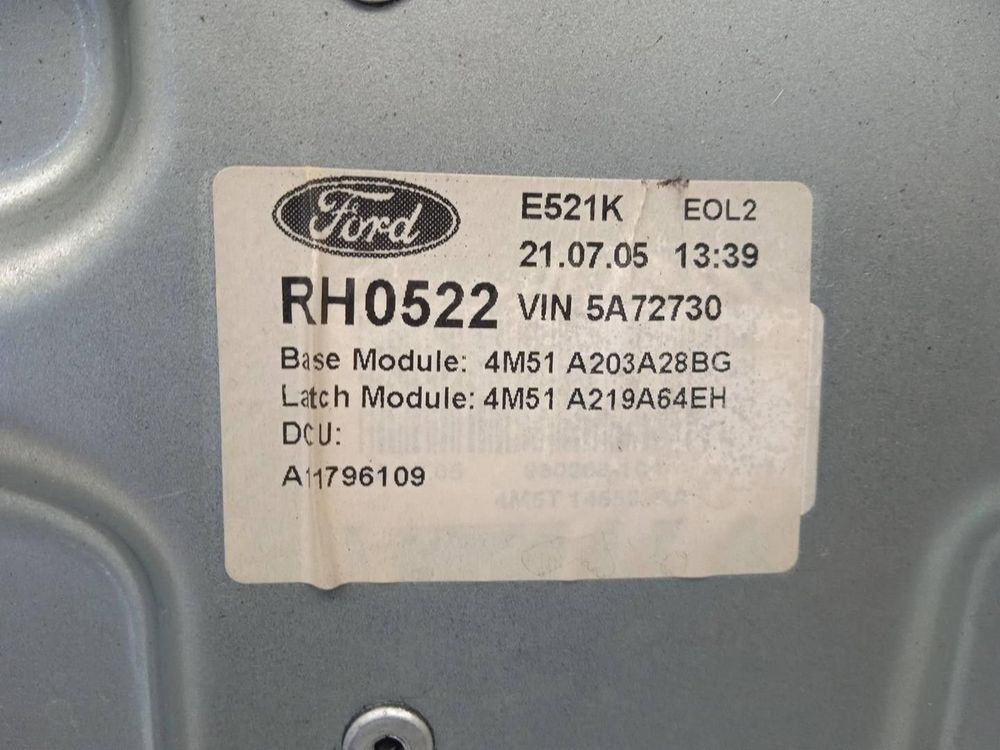 Ford
E521K EOL2
21.07.05 13:39
RH0522 VIN 5A72730
Base Module: 4M51 A203A28BG
Latch Module: 4M51 A219A64EH
DCU:
A11796109